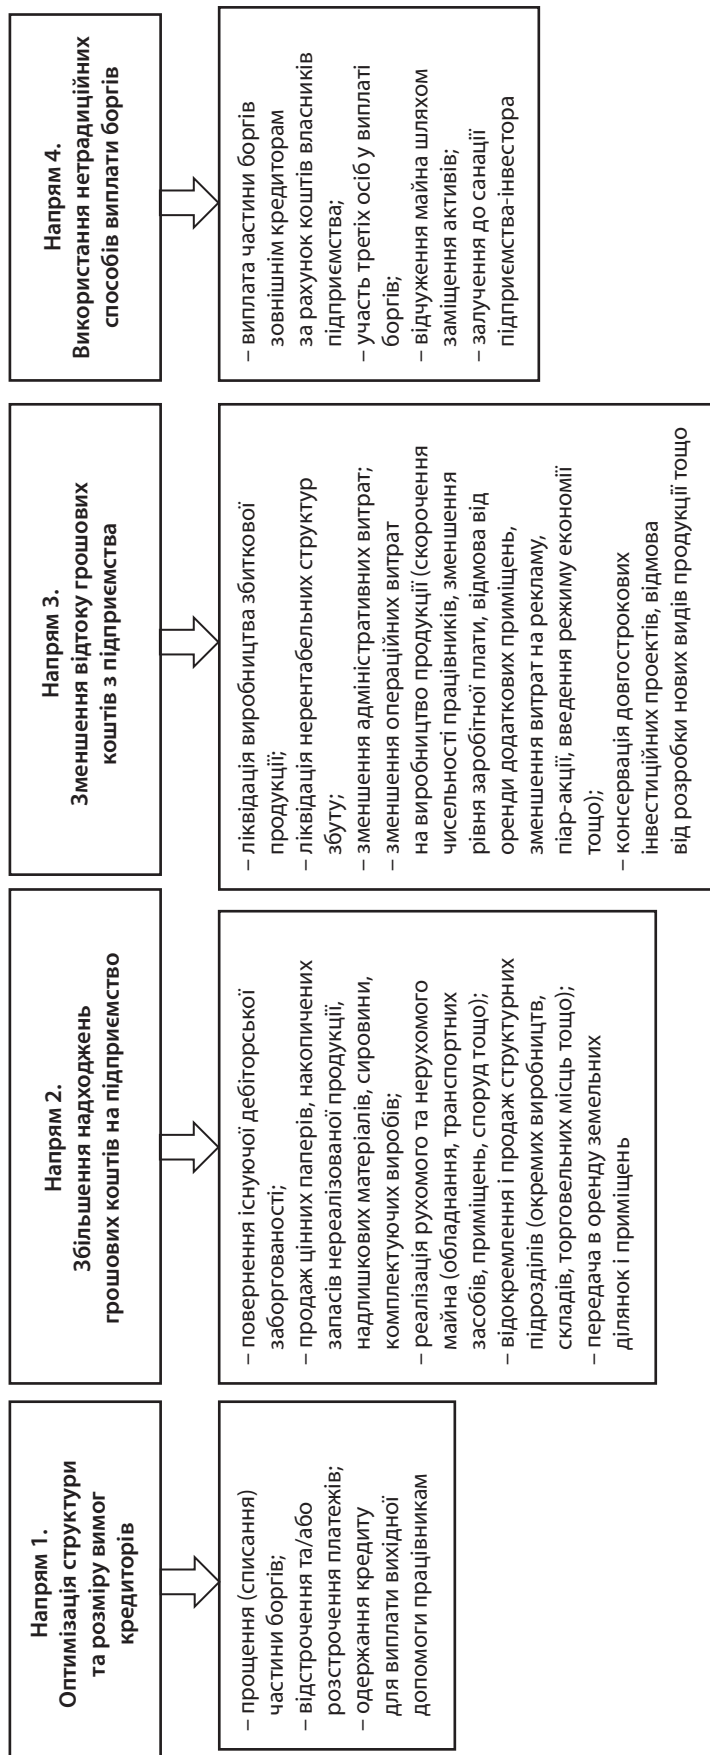 Напрям 1.
Оптимізація структури
та розміру вимог
кредиторів
– прощення (списання)
частини боргів;
– відстрочення та/або
розстрочення платежів;
– одержання кредиту
для виплати вихідної
допомоги працівникам
Напрям 2.
Збільшення надходжень
грошових коштів на підприємство
– повернення існуючої дебіторської
заборгованості;
– продаж цінних паперів, накопичених
запасів нереалізованої продукції,
надлишкових матеріалів, сировини,
комплектуючих виробів;
– реалізація рухомого та нерухомого
майна (обладнання, транспортних
засобів, приміщень, споруд тощо);
– відокремлення і продаж структурних
підрозділів (окремих виробництв,
складів, торговельних місць тощо);
– передача в оренду земельних
ділянок і приміщень
Напрям 3.
Зменшення відтоку грошових
коштів з підприємства
– ліквідація виробництва збиткової
продукції;
– ліквідація нерентабельних структур
збуту;
– зменшення адміністративних витрат;
– зменшення операційних витрат
на виробництво продукції (скорочення
чисельності працівників, зменшення
рівня заробітної плати, відмова від
оренди додаткових приміщень,
зменшення витрат на рекламу,
піар-акції, введення режиму економії
тощо);
– консервація довгострокових
інвестиційних проектів, відмова
від розробки нових видів продукції тощо
Напрям 4.
Використання нетрадиційних
способів виплати боргів
– виплата частини боргів
зовнішнім кредиторам
за рахунок коштів власників
підприємства;
– участь третіх осіб у виплаті
боргів;
– відчуження майна шляхом
заміщення активів;
– залучення до санації
підприємства-інвестора